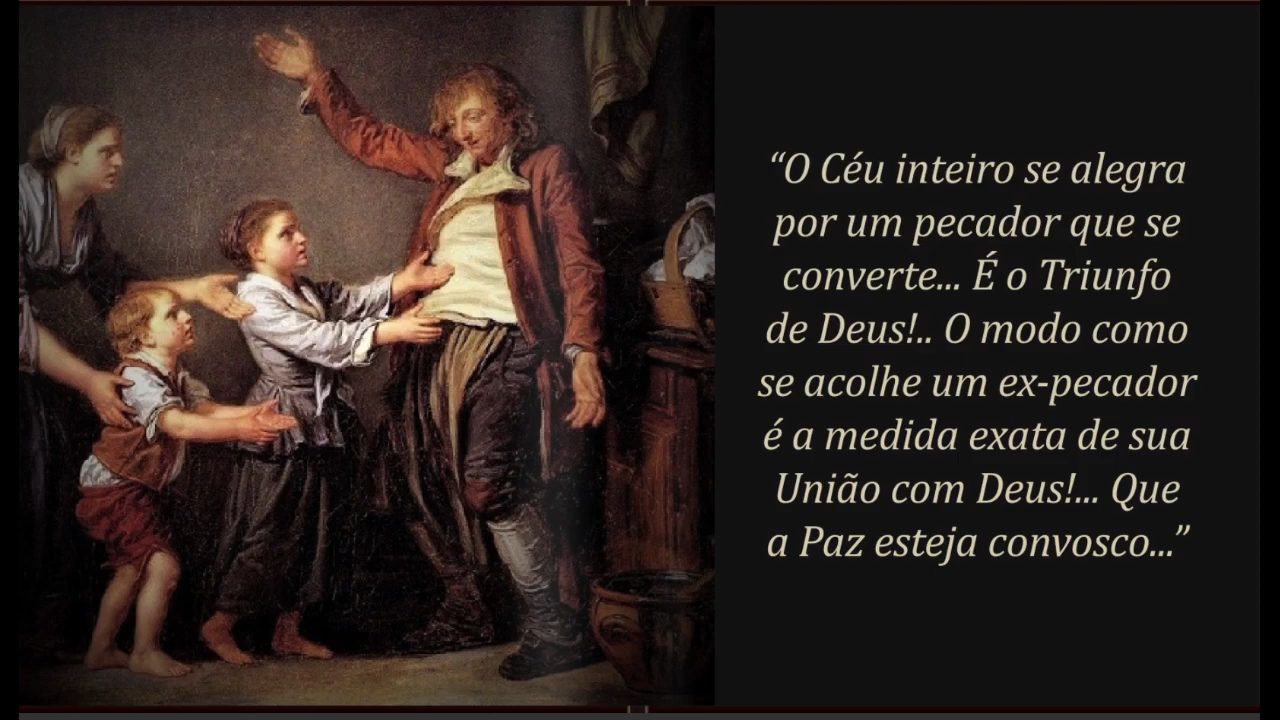 “O Céu inteiro se alegra
por um pecador que se
converte... É o Triunfo
de Deus!.. O modo como
se acolhe um ex-pecador
é a medida exata de sua
União com Deus!... Que
a Paz esteja convosco...”